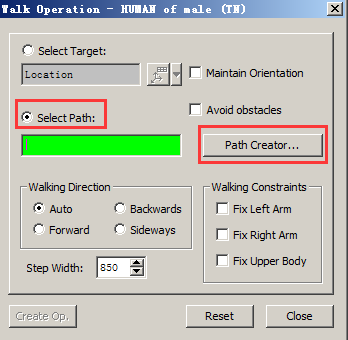 Walk Operation - HUMAN of male (TN)
Select Target:
Location
Maintain Orientation
Select Path:
Avoid obstacles
Path Creator...
Walking Direction
Auto
Backwards
Forward
Sideways
Walking Constraints
Fix Left Arm
Fix Right Arm
Fix Upper Body
Step Width:
850
Create Op.
Reset
Close